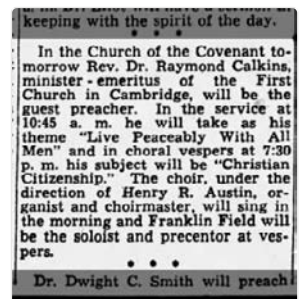 keeping with the spirit of the day.
* * *
In the Church of the Covenant to-
morrow Rev. Dr. Raymond Calkins,
minister-emeritus of the First
Church in Cambridge, will be the
guest preacher. In the service at
10:45 a. m. he will take as his
theme "Live Peaceably With All
Men" and in choral vespers at 7:30
p. m. his subject will be "Christian
Citizenship." The choir, under the
direction of Henry R. Austin, or-
ganist and choirmaster, will sing in
the morning and Franklin Field will
be the soloist and precentor at ves-
pers.
* * *
Dr. Dwight C. Smith will preach